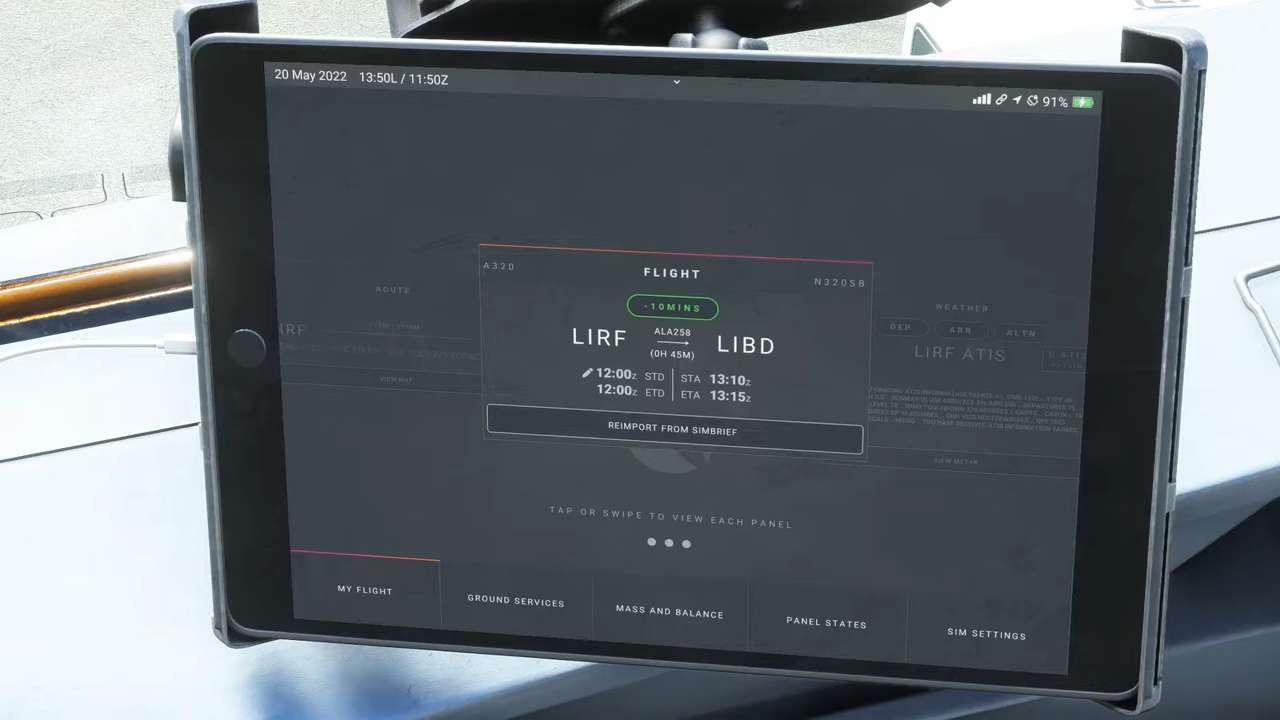 20 May 2022 13:50L / 11:50Z
91%
A320
FLIGHT
N320SB
-10MINS
LIRF
ALA258
(0H 45M)
LIBD
12:00z STD
STA 13:10z
12:00z ETD
ETA 13:15z
REIMPORT FROM SIMBRIEF
ROUTE
IRF
VIEW MAP
WEATHER
DEP ARR ALTN
LIRF ATIS
VIEW METAR
TAP OR SWIPE TO VIEW EACH PANEL
MY FLIGHT
GROUND SERVICES
MASS AND BALANCE
PANEL STATES
SIM SETTINGS